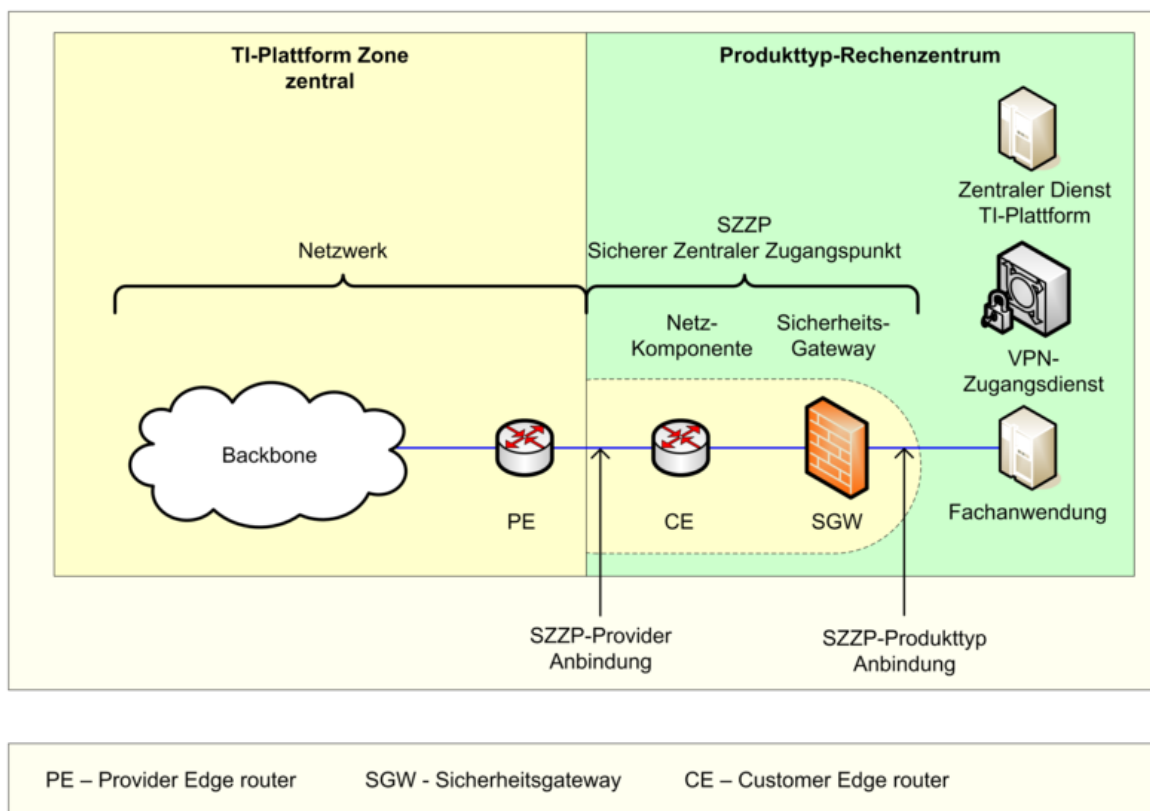 TI-Plattform Zone
zentral
Produkttyp-Rechenzentrum
Zentraler Dienst
TI-Plattform
SZZP
Netzwerk
Sicherer Zentraler Zugangspunkt
Netz-
Komponente
Sicherheits-
Gateway
VPN-
Zugangsdienst
Backbone
PE
CE
SGW
Fachanwendung
SZZP-Provider
Anbindung
SZZP-Produkttyp
Anbindung
PE – Provider Edge router
SGW - Sicherheitsgateway
CE – Customer Edge router